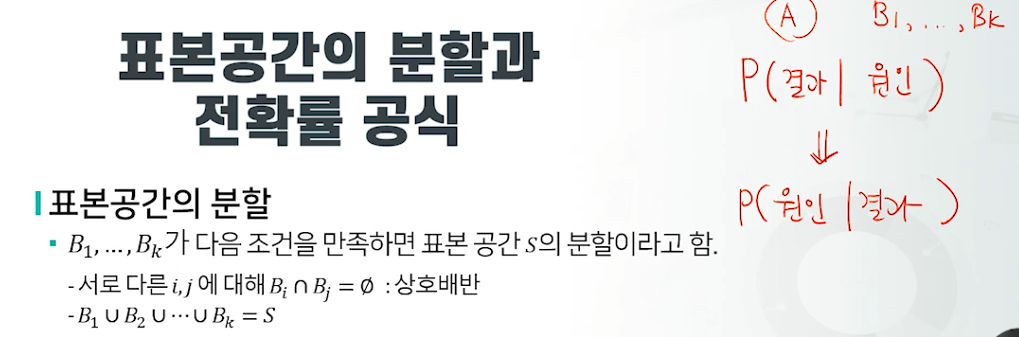 표본공간의 분할과
전확률 공식
표본공간의 분할
▪ B₁, …, Bₖ가 다음 조건을 만족하면 표본 공간 S의 분할이라고 함.
- 서로 다른 i, j 에 대해 Bᵢ ∩ Bⱼ = ∅ : 상호배반
- B₁ ∪ B₂ ∪ ⋯ ∪ Bₖ = S
A B₁, ..., Bₖ
P(결과 | 원인)
⇓
P(원인 | 결과)